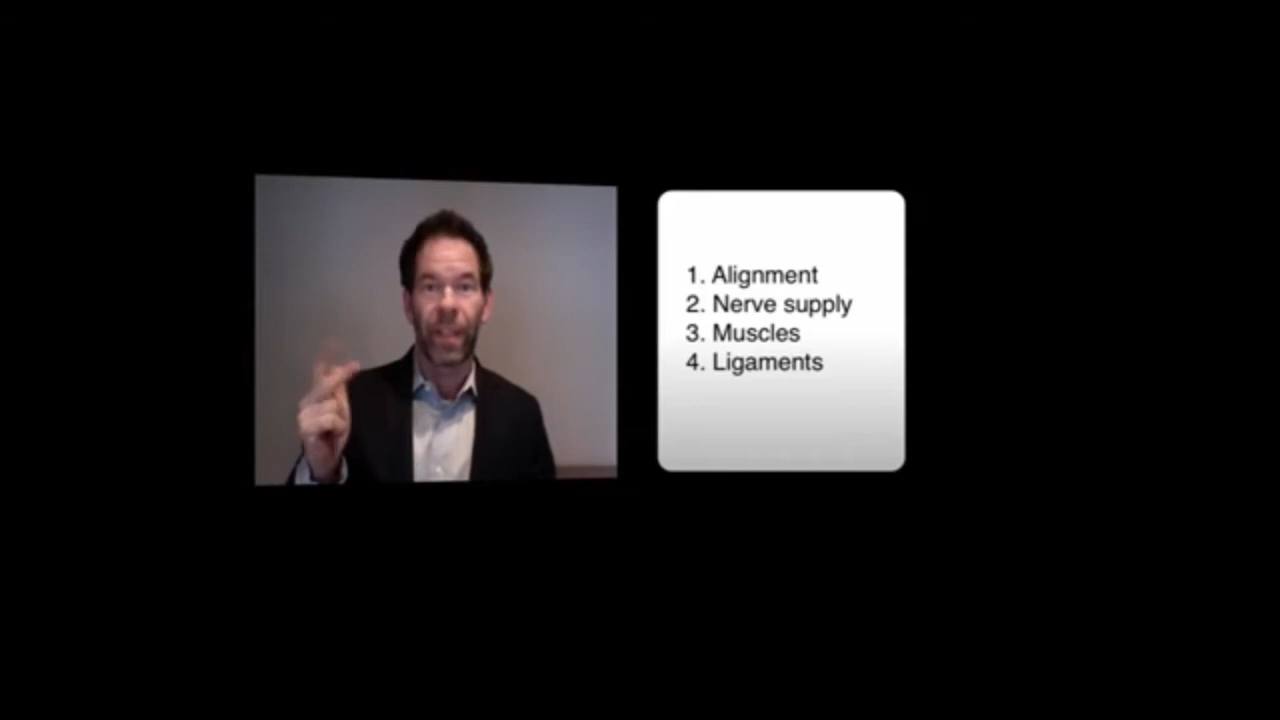 1. Alignment
2. Nerve supply
3. Muscles
4. Ligaments